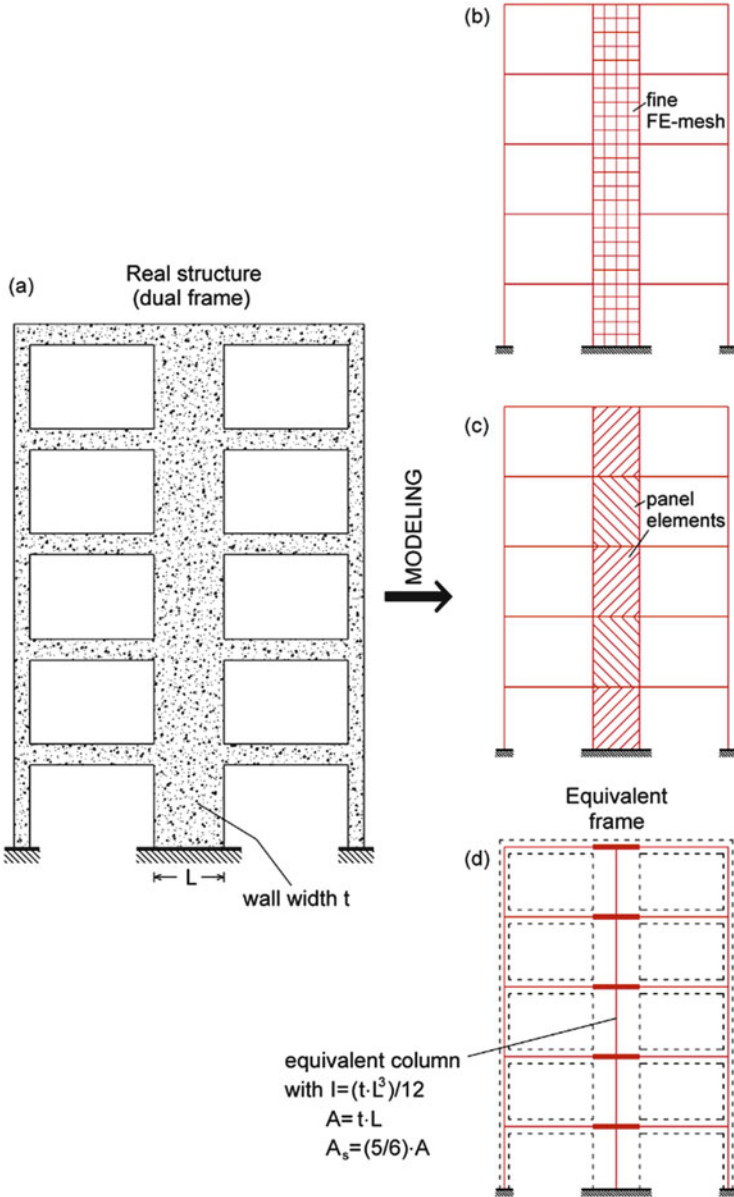 (a)
Real structure
(dual frame)
L
wall width t
MODELING
(b)
fine
FE-mesh
(c)
panel
elements
Equivalent
frame
(d)
equivalent column
with I=(t·L³)/12
A=t·L
Aₛ=(5/6)·A